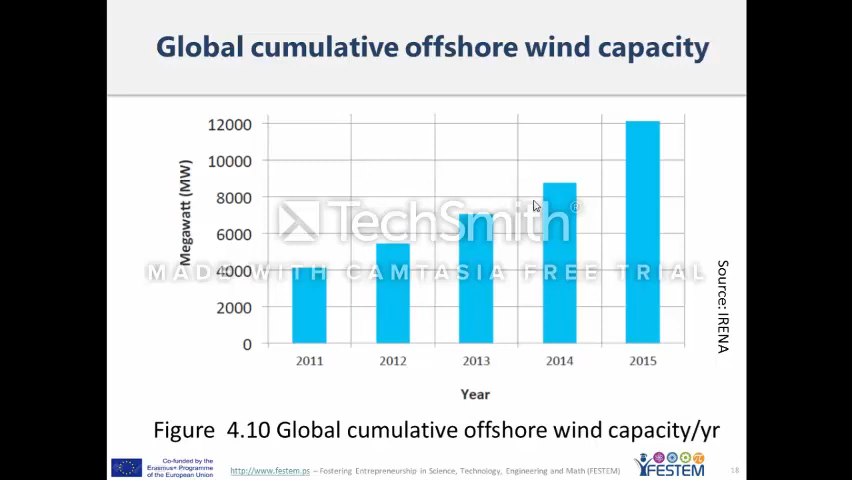 Global cumulative offshore wind capacity
12000
10000
8000
6000
4000
2000
0
Megawatt (MW)
2011 2012 2013 2014 2015
Year
TechSmith®
MADE WITH CAMTASIA FREE TRIAL
Source: IRENA
Figure 4.10 Global cumulative offshore wind capacity/yr
Co-funded by the
Erasmus+ Programme
of the European Union
http://www.festem.ps – Fostering Entrepreneurship in Science, Technology, Engineering and Math (FESTEM)
FESTEM
18